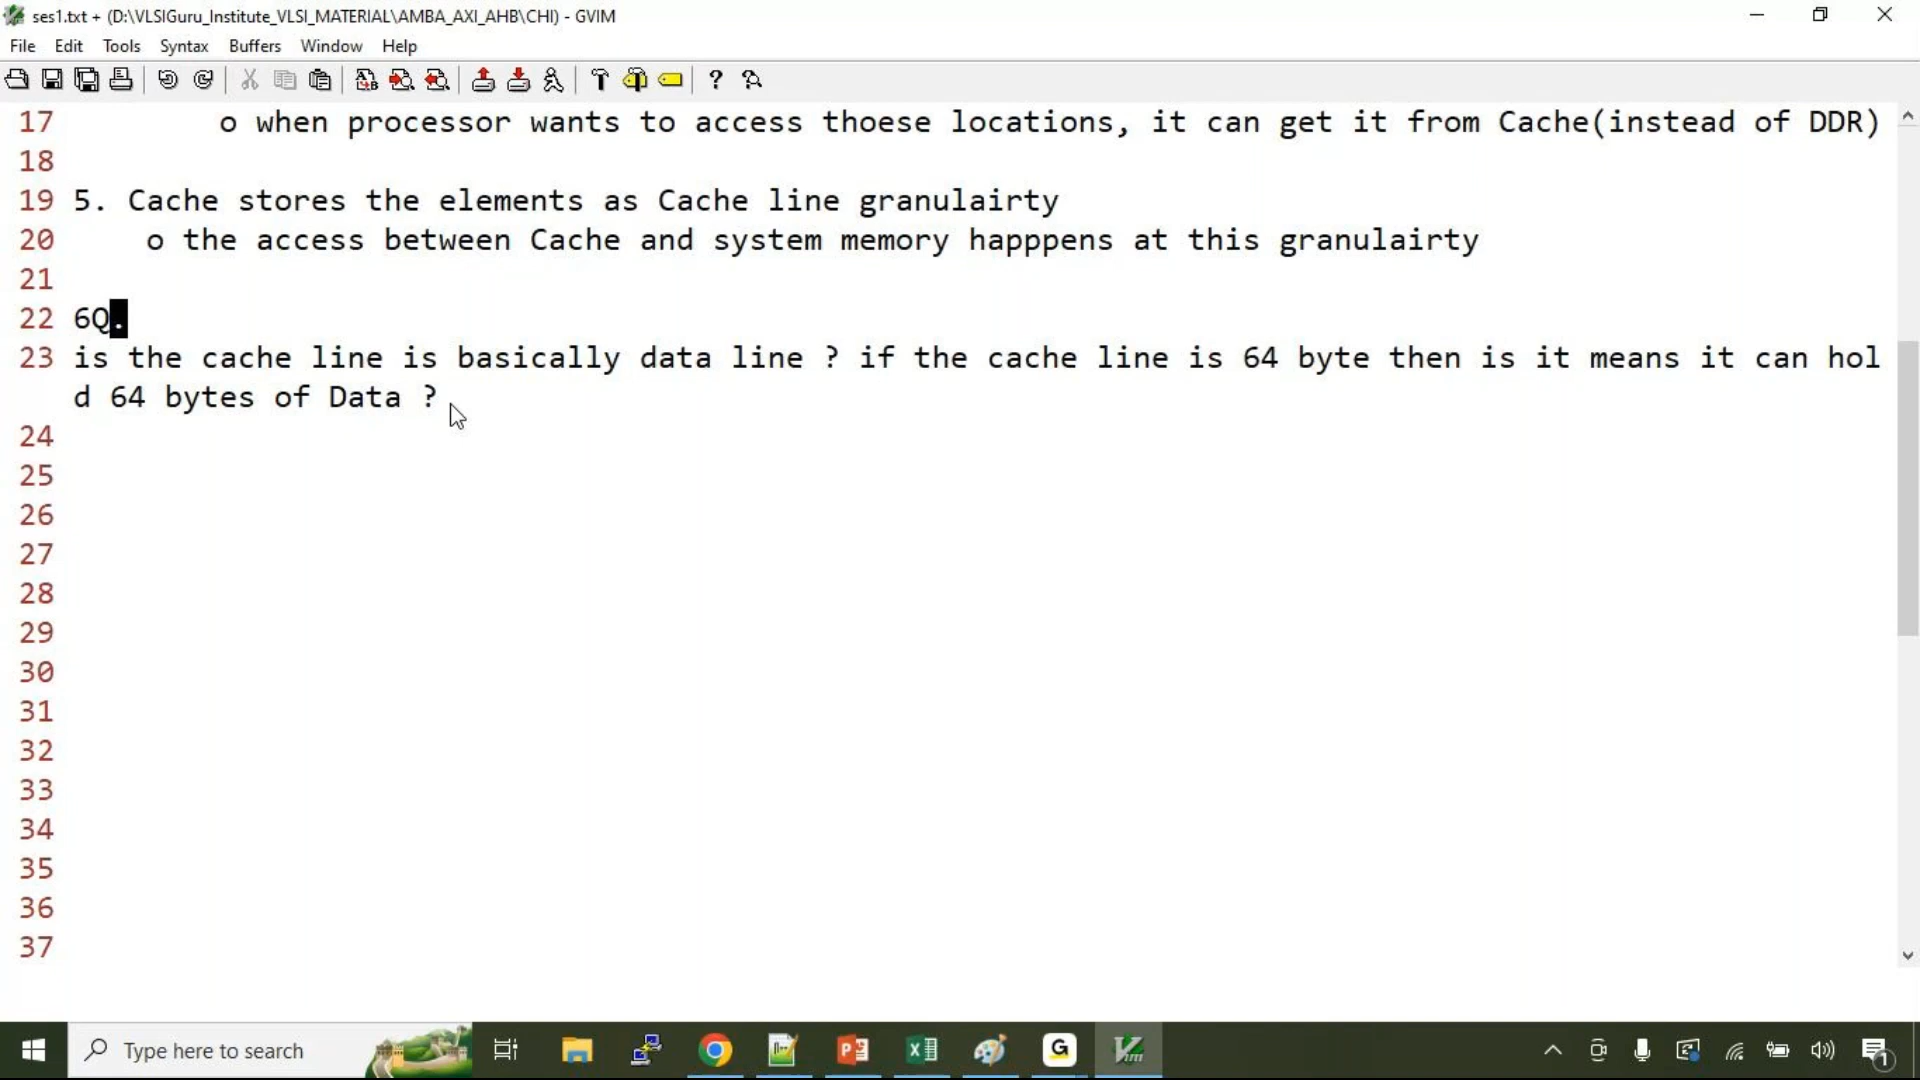 ses1.txt + (D:\VLSIGuru_Institute_VLSI_MATERIAL\AMBA_AXI_AHB\CHI) - GVIM
File Edit Tools Syntax Buffers Window Help
17 o when processor wants to access thoese locations, it can get it from Cache(instead of DDR)
18
19 5. Cache stores the elements as Cache line granulairty
20 o the access between Cache and system memory happpens at this granulairty
21
22 6Q.
23 is the cache line is basically data line ? if the cache line is 64 byte then is it means it can hol
d 64 bytes of Data ?
24
25
26
27
28
29
30
31
32
33
34
35
36
37
Type here to search